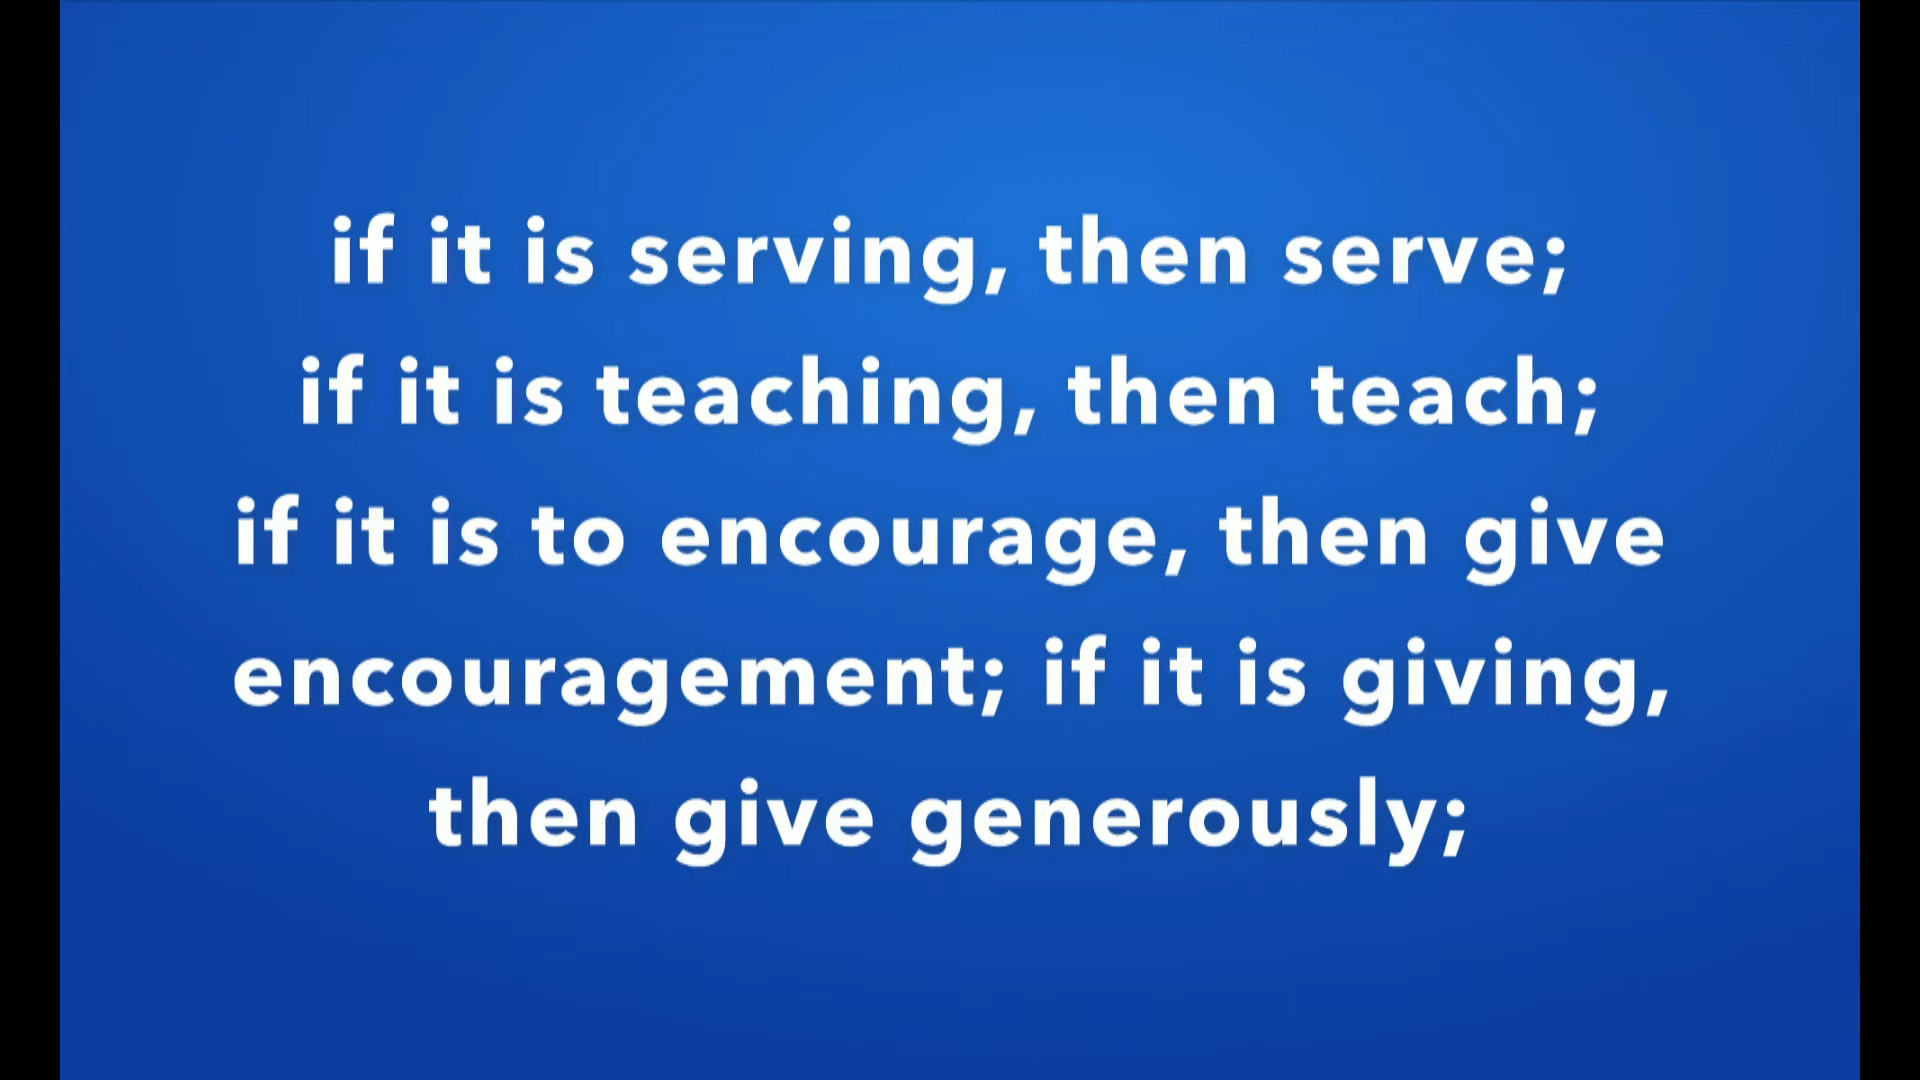 if it is serving, then serve;
if it is teaching, then teach;
if it is to encourage, then give
encouragement; if it is giving,
then give generously;